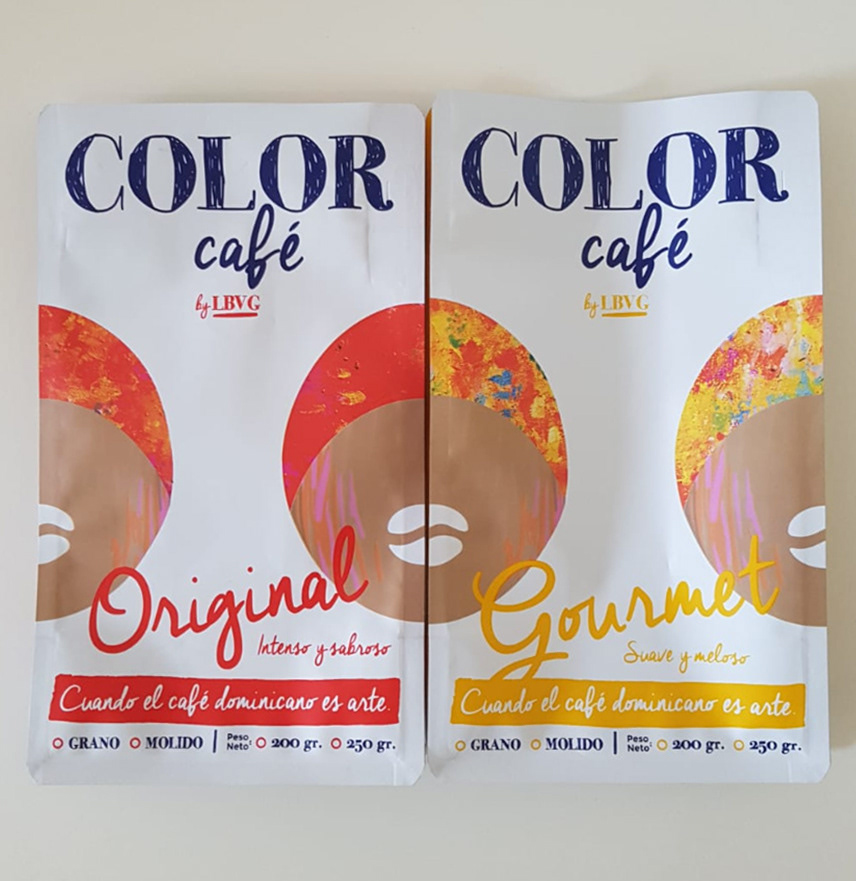 COLOR
café
by LBVG
Original
Intenso y sabroso
Cuando el café dominicano es arte.
GRANO MOLIDO | Peso Neto: 200 gr. 250 gr.
COLOR
café
by LBVG
Gourmet
Suave y meloso
Cuando el café dominicano es arte.
GRANO MOLIDO | Peso Neto: 200 gr. 250 gr.